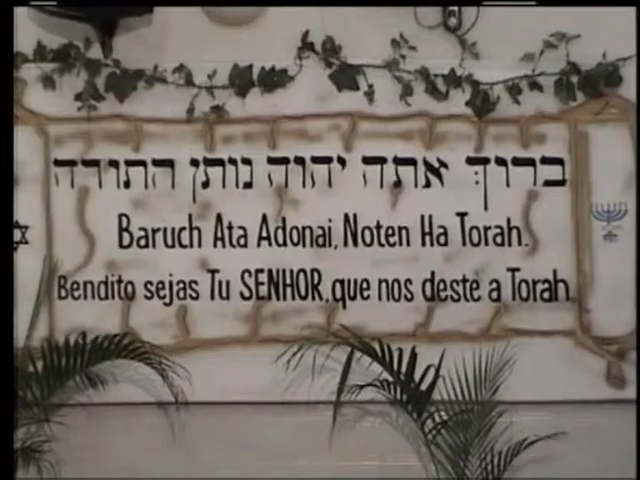 ברוך אתה יהוה נותן התורה
Baruch Ata Adonai, Noten Ha Torah.
Bendito sejas Tu SENHOR, que nos deste a Torah.